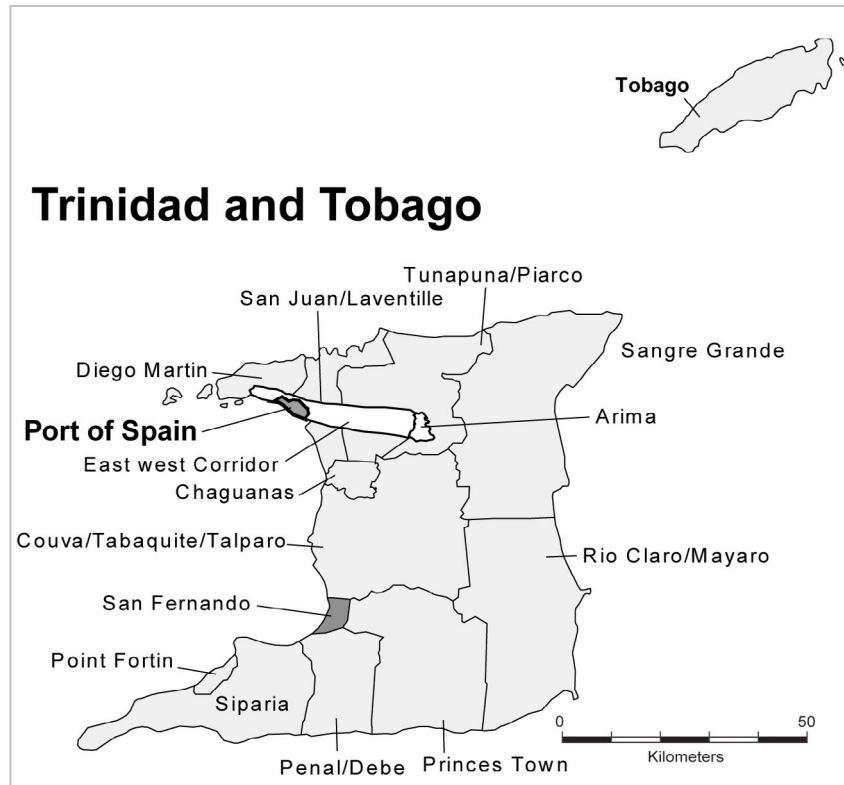 Tobago
Trinidad and Tobago
Tunapuna/Piarco
San Juan/Laventille
Sangre Grande
Diego Martin
Arima
Port of Spain
East west Corridor
Chaguanas
Couva/Tabaquite/Talparo
Rio Claro/Mayaro
San Fernando
Point Fortin
Siparia
0 50
Kilometers
Penal/Debe
Princes Town